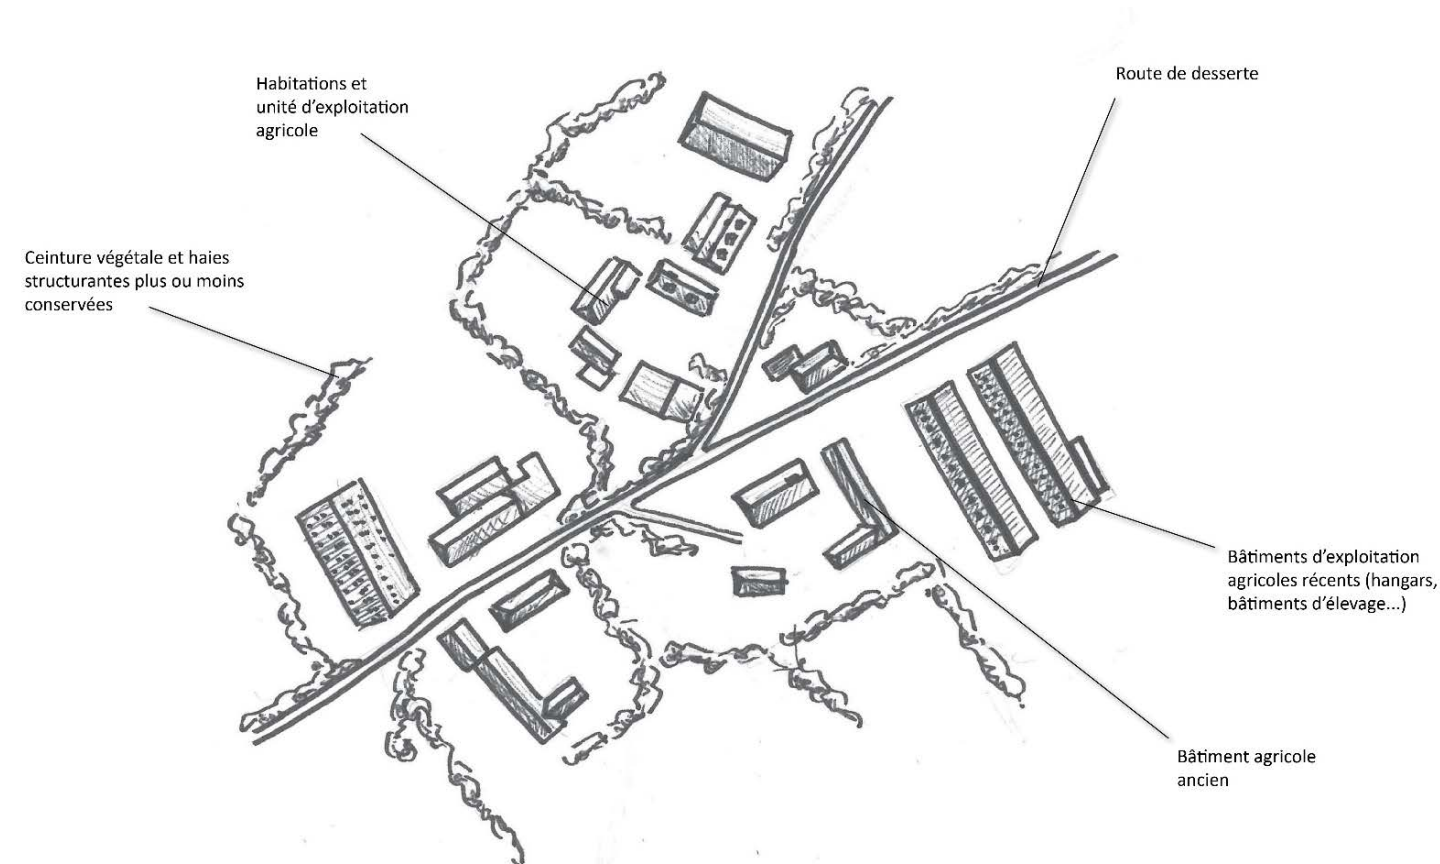 Habitations et
unité d'exploitation
agricole
Route de desserte
Ceinture végétale et haies
structurantes plus ou moins
conservées
Bâtiments d'exploitation
agricoles récents (hangars,
bâtiments d'élevage...)
Bâtiment agricole
ancien